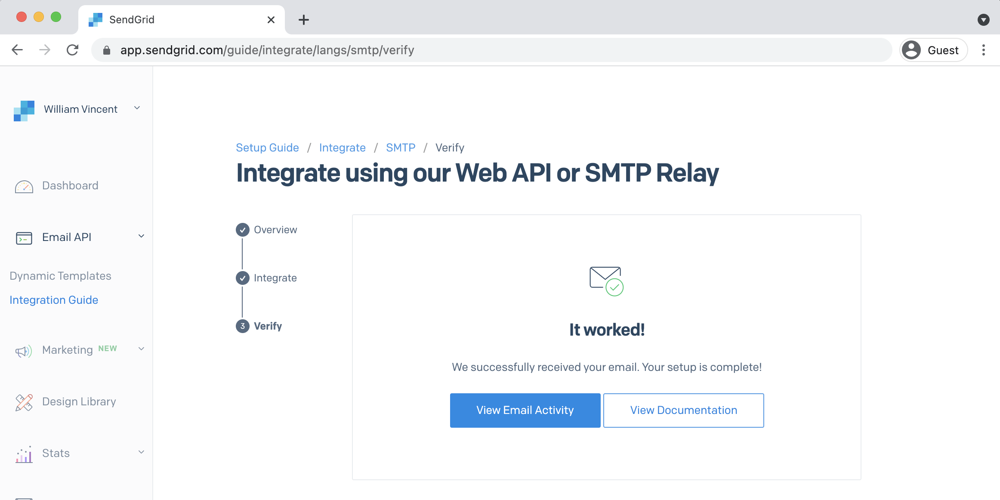 SendGrid
app.sendgrid.com/guide/integrate/langs/smtp/verify
Guest
William Vincent
Dashboard
Email API
Dynamic Templates
Integration Guide
Marketing NEW
Design Library
Stats
Setup Guide / Integrate / SMTP / Verify
Integrate using our Web API or SMTP Relay
Overview
Integrate
3 Verify
It worked!
We successfully received your email. Your setup is complete!
View Email Activity
View Documentation